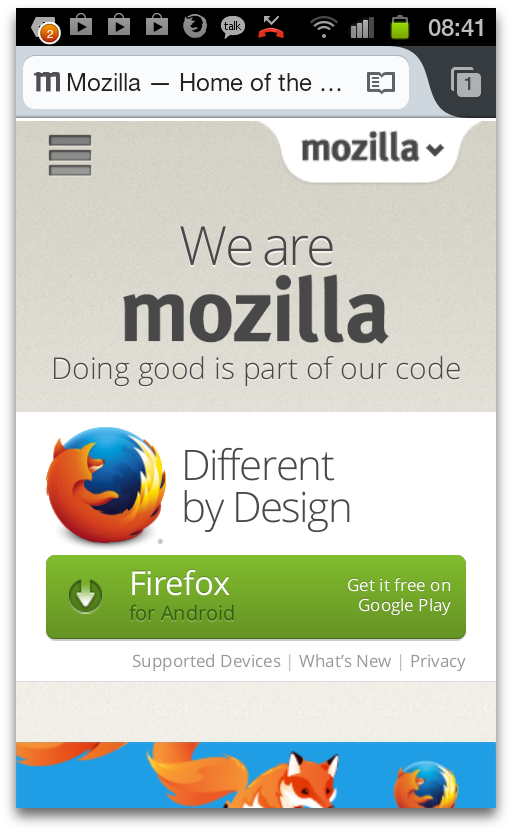 2 talk 08:41
m Mozilla — Home of the … 1
mozilla
We are
mozilla
Doing good is part of our code
Different
by Design
Firefox
for Android
Get it free on
Google Play
Supported Devices | What's New | Privacy